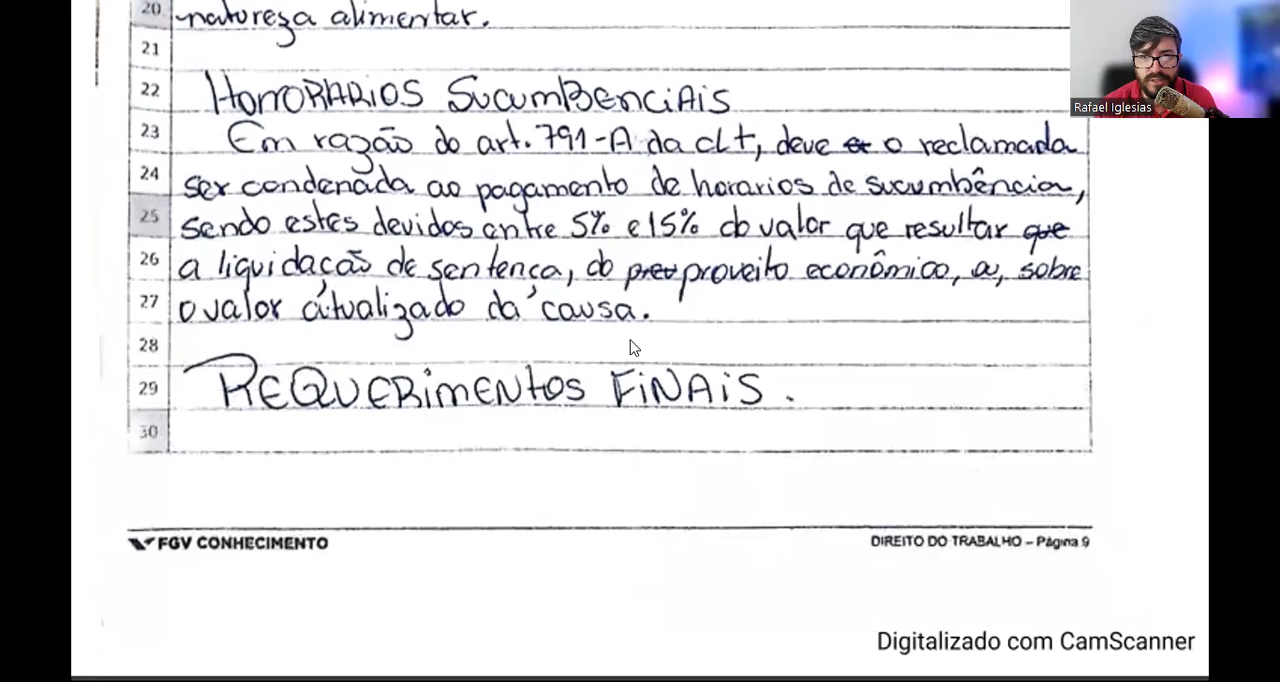 20 natureza alimentar.
21
22 HonoRARIOS SucumBenciAis
23 Em razão do art. 791-A da clt, deve o reclamada
24 ser condenada ao pagamento de horarios de sucumbência,
25 sendo estes devidos entre 5% e 15% do valor que resultar que
26 a liquidação de sentença, do proveito econômico, a, sobre
27 o valor atualizado da causa.
28
29 REQUERimENtos FiNAiS.
30
FGV CONHECIMENTO
DIREITO DO TRABALHO – Página 9
Digitalizado com CamScanner
Rafael Iglesias